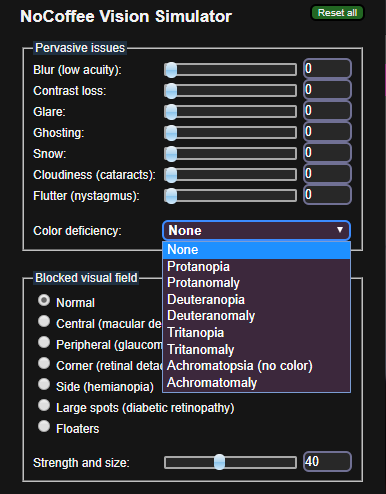 NoCoffee Vision Simulator
Reset all
Pervasive issues
Blur (low acuity): 0
Contrast loss: 0
Glare: 0
Ghosting: 0
Snow: 0
Cloudiness (cataracts): 0
Flutter (nystagmus): 0
Color deficiency: None
None
Protanopia
Protanomaly
Deuteranopia
Deuteranomaly
Tritanopia
Tritanomaly
Achromatopsia (no color)
Achromatomaly
Blocked visual field
Normal
Central (macular de
Peripheral (glaucom
Corner (retinal detac
Side (hemianopia)
Large spots (diabetic retinopathy)
Floaters
Strength and size: 40